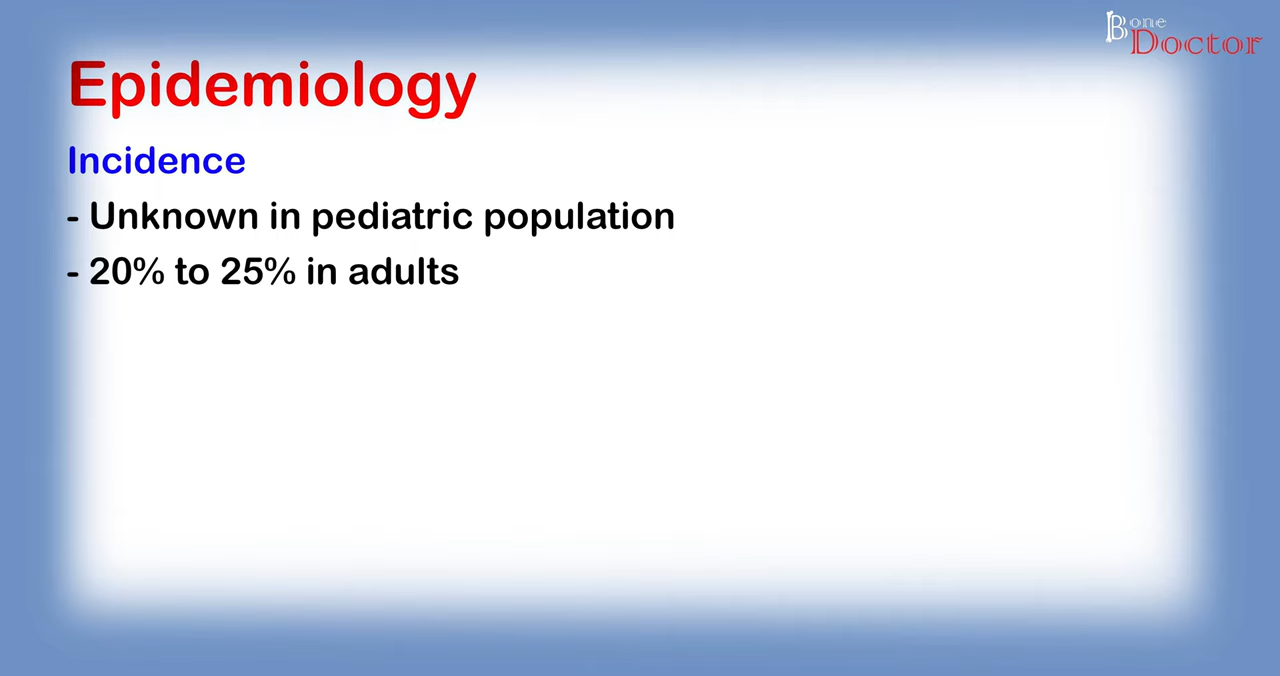 Bone
Doctor
Epidemiology
Incidence
- Unknown in pediatric population
- 20% to 25% in adults